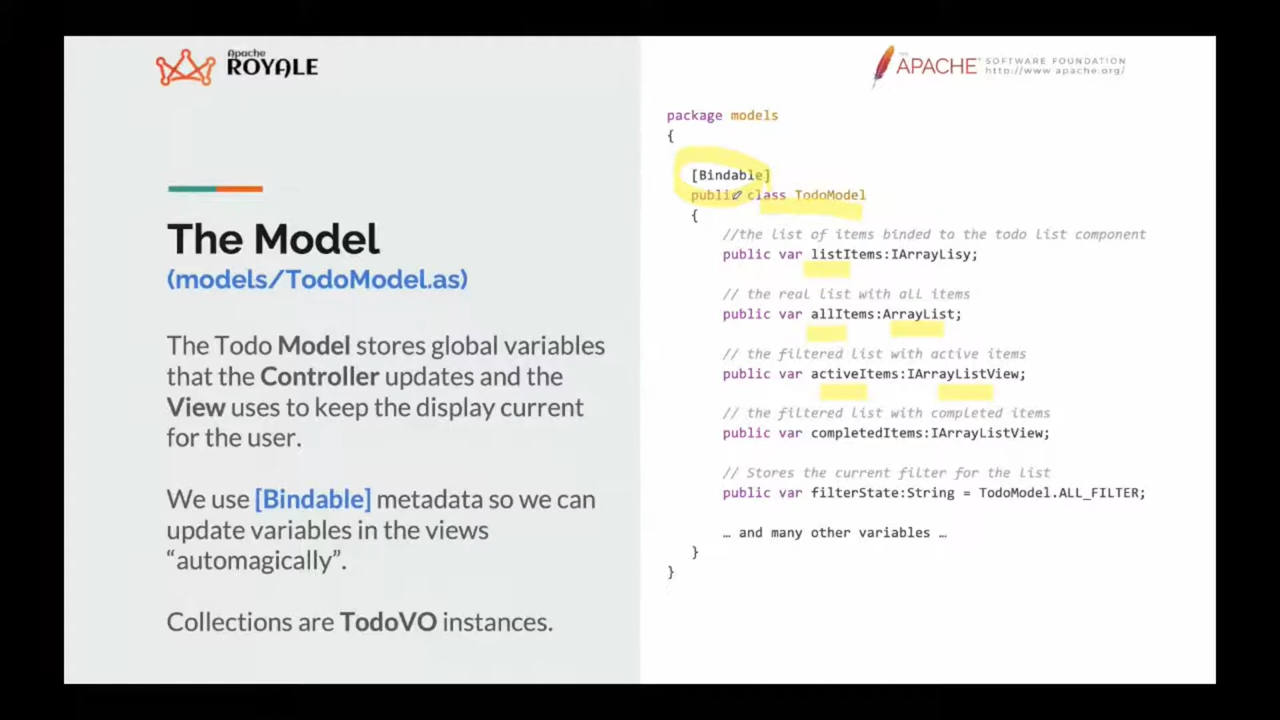 Apache
ROYALE
THE
APACHE® SOFTWARE FOUNDATION
http://www.apache.org/
The Model
(models/TodoModel.as)
The Todo Model stores global variables
that the Controller updates and the
View uses to keep the display current
for the user.
We use [Bindable] metadata so we can
update variables in the views
“automagically”.
Collections are TodoVO instances.
package models
{
[Bindable]
public class TodoModel
{
//the list of items binded to the todo list component
public var listItems:IArrayLisy;
// the real list with all items
public var allItems:ArrayList;
// the filtered list with active items
public var activeItems:IArrayListView;
// the filtered list with completed items
public var completedItems:IArrayListView;
// Stores the current filter for the list
public var filterState:String = TodoModel.ALL_FILTER;
… and many other variables …
}
}